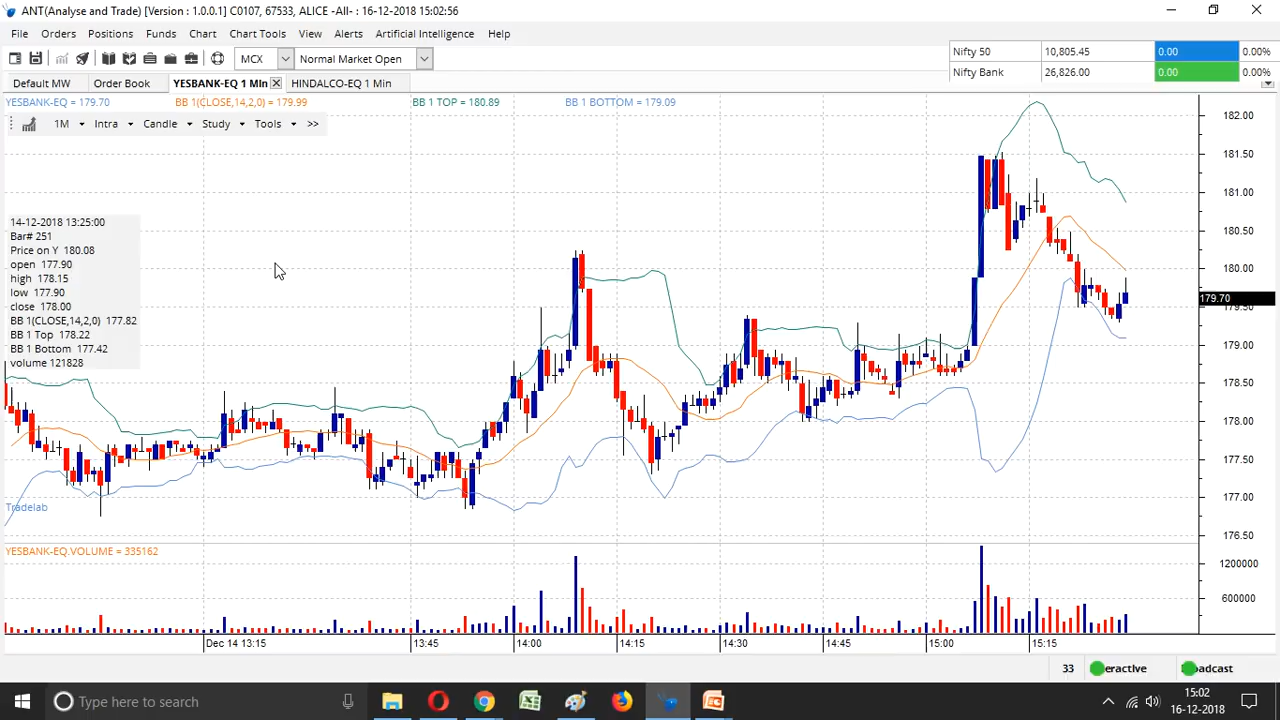 ANT(Analyse and Trade) [Version : 1.0.0.1] C0107, 67533, ALICE -All- : 16-12-2018 15:02:56
File Orders Positions Funds Chart Chart Tools View Alerts Artificial Intelligence Help
MCX Normal Market Open
Nifty 50 10,805.45 0.00 0.00%
Nifty Bank 26,826.00 0.00 0.00%
Default MW Order Book YESBANK-EQ 1 Min HINDALCO-EQ 1 Min
YESBANK-EQ = 179.70 BB 1(CLOSE,14,2,0) = 179.99 BB 1 TOP = 180.89 BB 1 BOTTOM = 179.09
1M Intra Candle Study Tools >>
14-12-2018 13:25:00
Bar# 251
Price on Y 180.08
open 177.90
high 178.15
low 177.90
close 178.00
BB 1(CLOSE,14,2,0) 177.82
BB 1 Top 178.22
BB 1 Bottom 177.42
volume 121828
182.00
181.50
181.00
180.50
180.00
179.70
179.50
179.00
178.50
178.00
177.50
177.00
176.50
Tradelab
YESBANK-EQ.VOLUME = 335162
1200000
600000
Dec 14 13:15 13:45 14:00 14:15 14:30 14:45 15:00 15:15
33 eractive adcast
Type here to search
15:02
16-12-2018